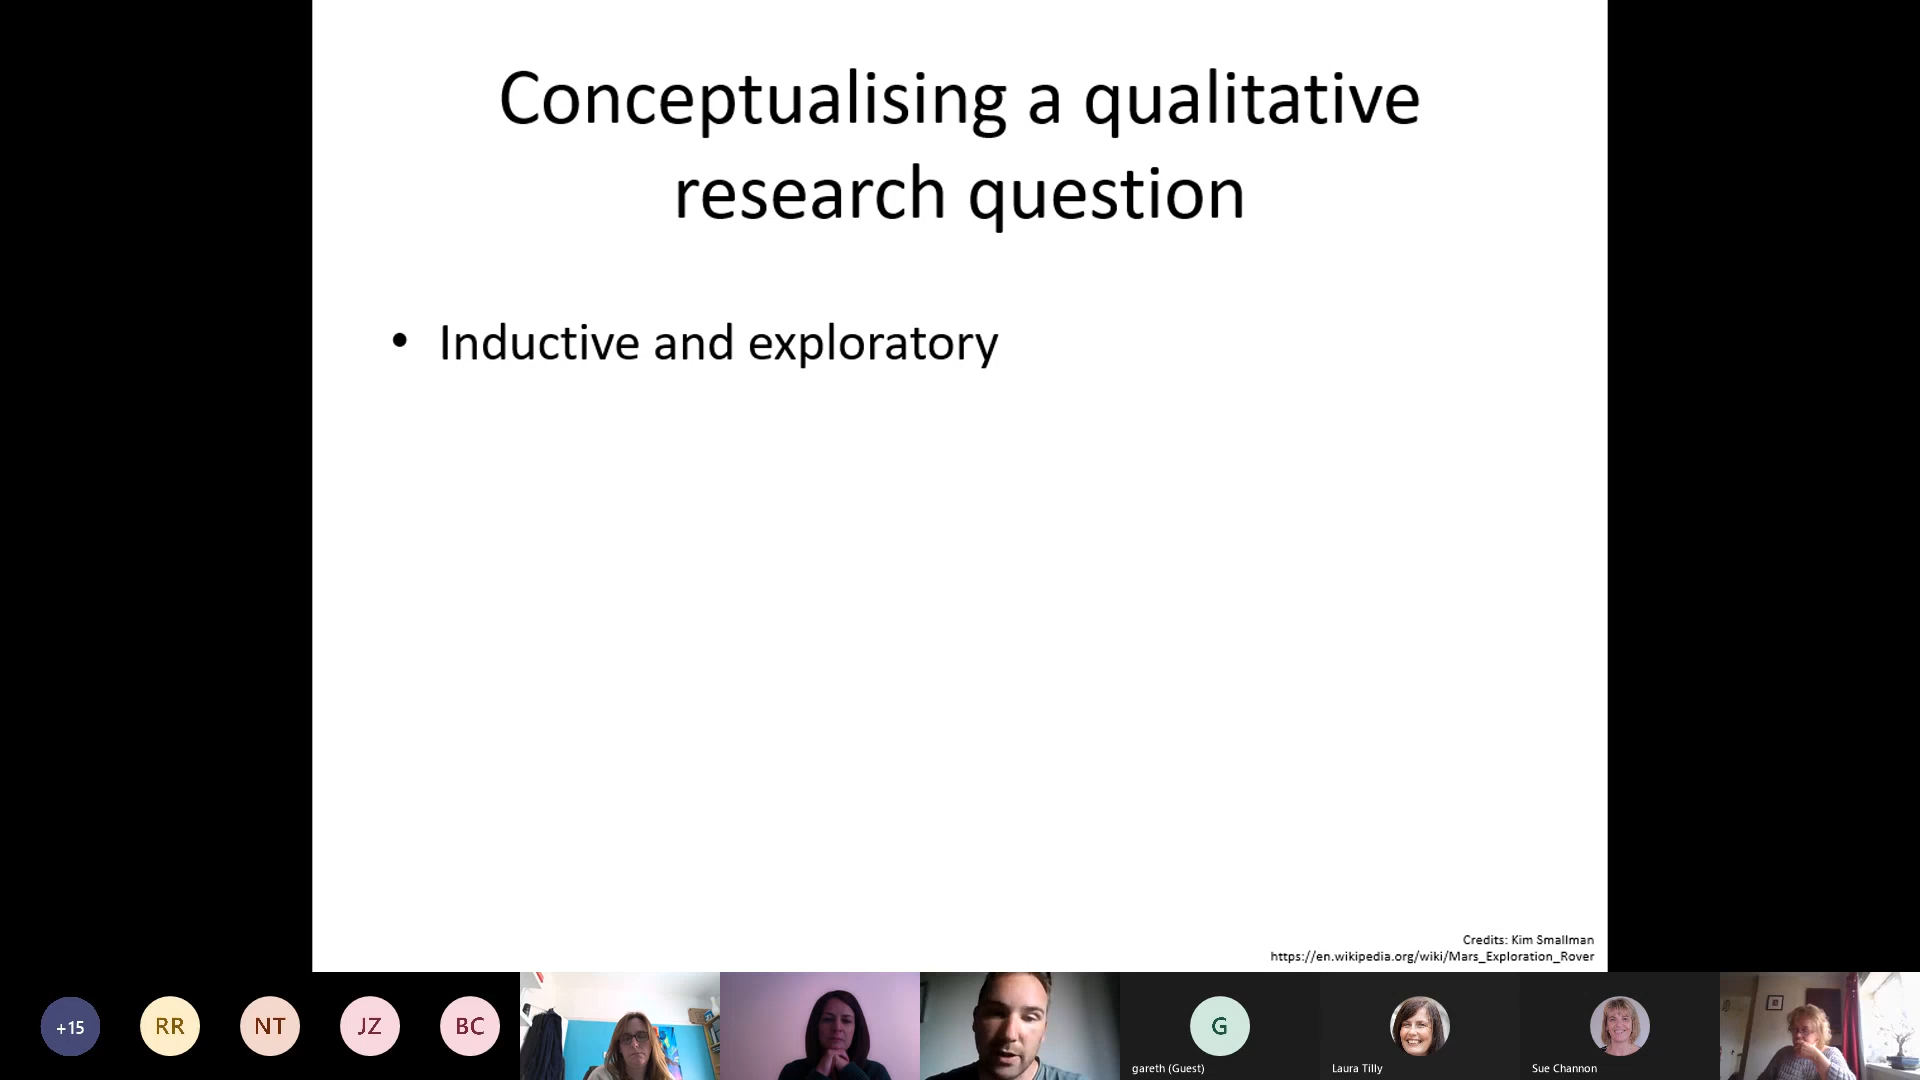 Conceptualising a qualitative
research question
• Inductive and exploratory
Credits: Kim Smallman
https://en.wikipedia.org/wiki/Mars_Exploration_Rover
+15
RR
NT
JZ
BC
G
gareth (Guest)
Laura Tilly
Sue Channon